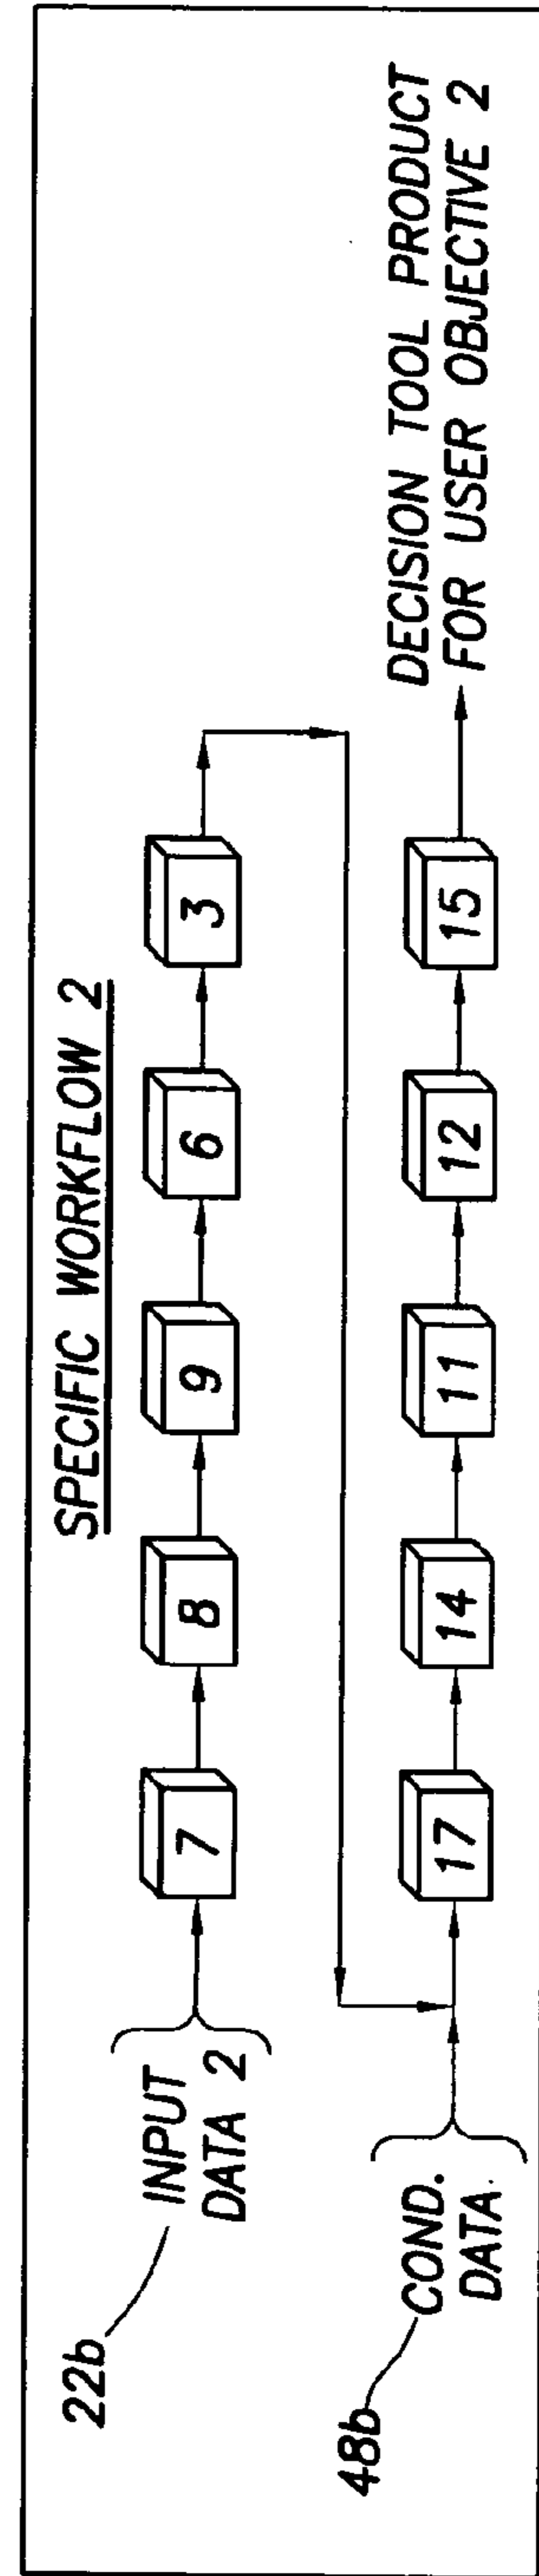 SPECIFIC WORKFLOW 2
22b
INPUT
DATA 2
7
8
9
6
3
48b
COND.
DATA
17
14
11
12
15
DECISION TOOL PRODUCT
FOR USER OBJECTIVE 2